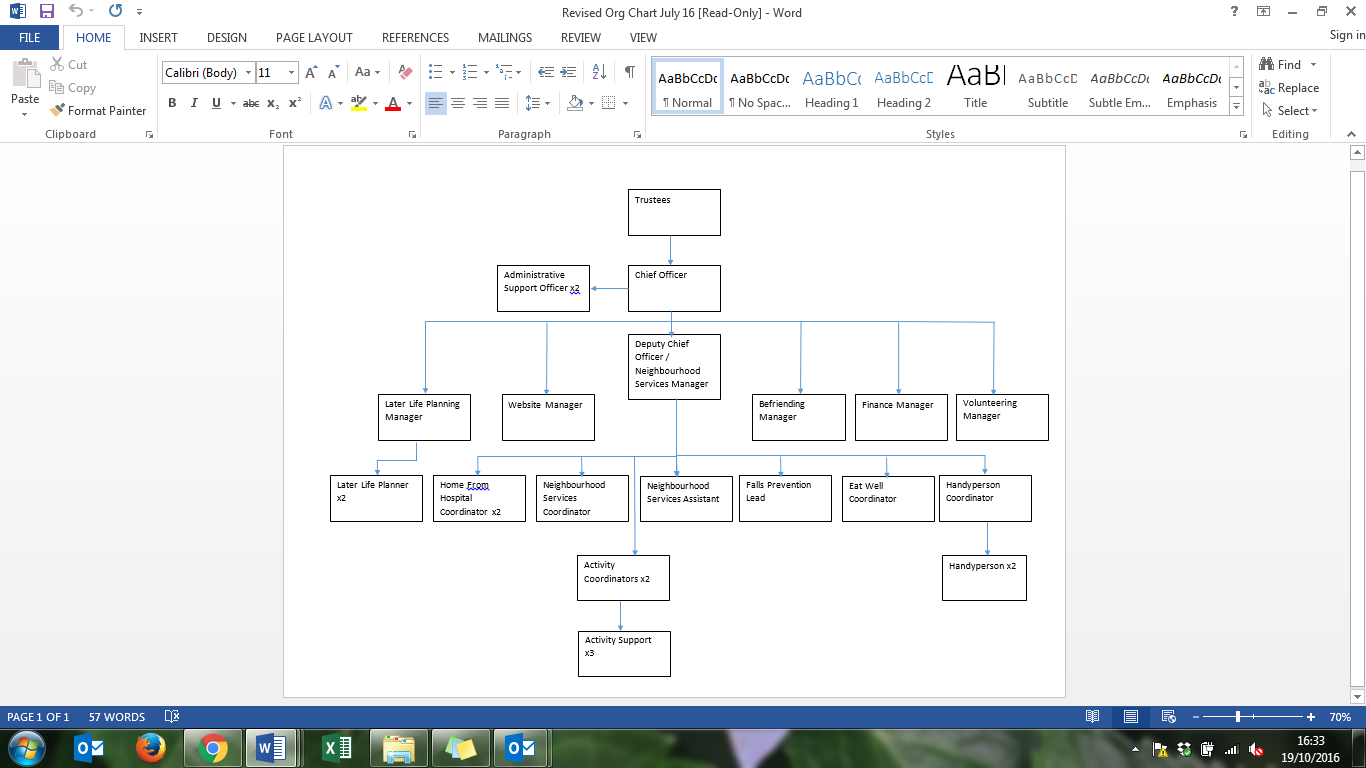 Revised Org Chart July 16 [Read-Only] - Word
FILE HOME INSERT DESIGN PAGE LAYOUT REFERENCES MAILINGS REVIEW VIEW Sign in
Paste
Cut
Copy
Format Painter
Clipboard
Calibri (Body) 11
Font
Paragraph
AaBbCcDc AaBbCcDc AaBbCc AaBbCcD AaBl AaBbCcD AaBbCcDc AaBbCcDc
¶ Normal ¶ No Spac... Heading 1 Heading 2 Title Subtitle Subtle Em... Emphasis
Styles
Find
Replace
Select
Editing
Trustees
Administrative
Support Officer x2
Chief Officer
Deputy Chief
Officer /
Neighbourhood
Services Manager
Later Life Planning
Manager
Website Manager
Befriending
Manager
Finance Manager
Volunteering
Manager
Later Life Planner
x2
Home From
Hospital
Coordinator x2
Neighbourhood
Services
Coordinator
Neighbourhood
Services Assistant
Falls Prevention
Lead
Eat Well
Coordinator
Handyperson
Coordinator
Activity
Coordinators x2
Handyperson x2
Activity Support
x3
PAGE 1 OF 1 57 WORDS 70%
16:33
19/10/2016